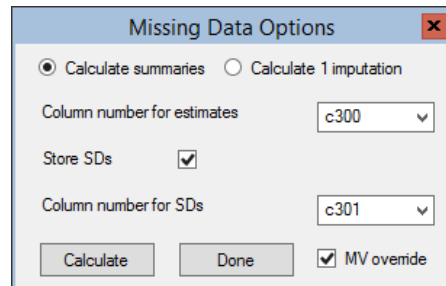 Missing Data Options x
Calculate summaries Calculate 1 imputation
Column number for estimates c300
Store SDs
Column number for SDs c301
Calculate Done MV override